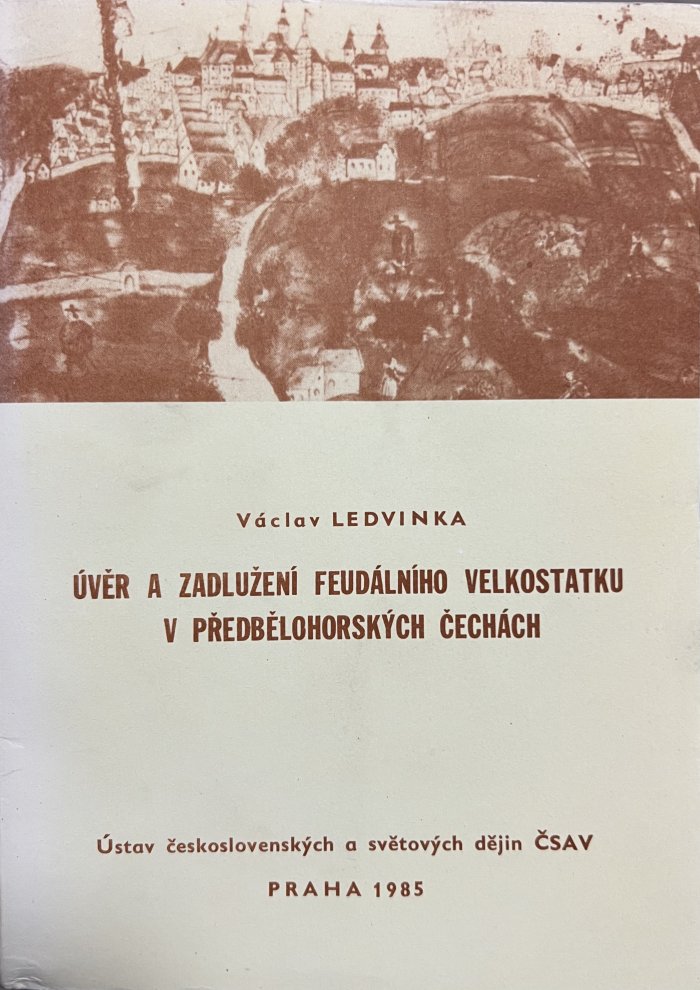 Václav LEDVINKA
ÚVĚR A ZADLUŽENÍ FEUDÁLNÍHO VELKOSTATKU
V PŘEDBĚLOHORSKÝCH ČECHÁCH
Ústav československých a světových dějin ČSAV
PRAHA 1985